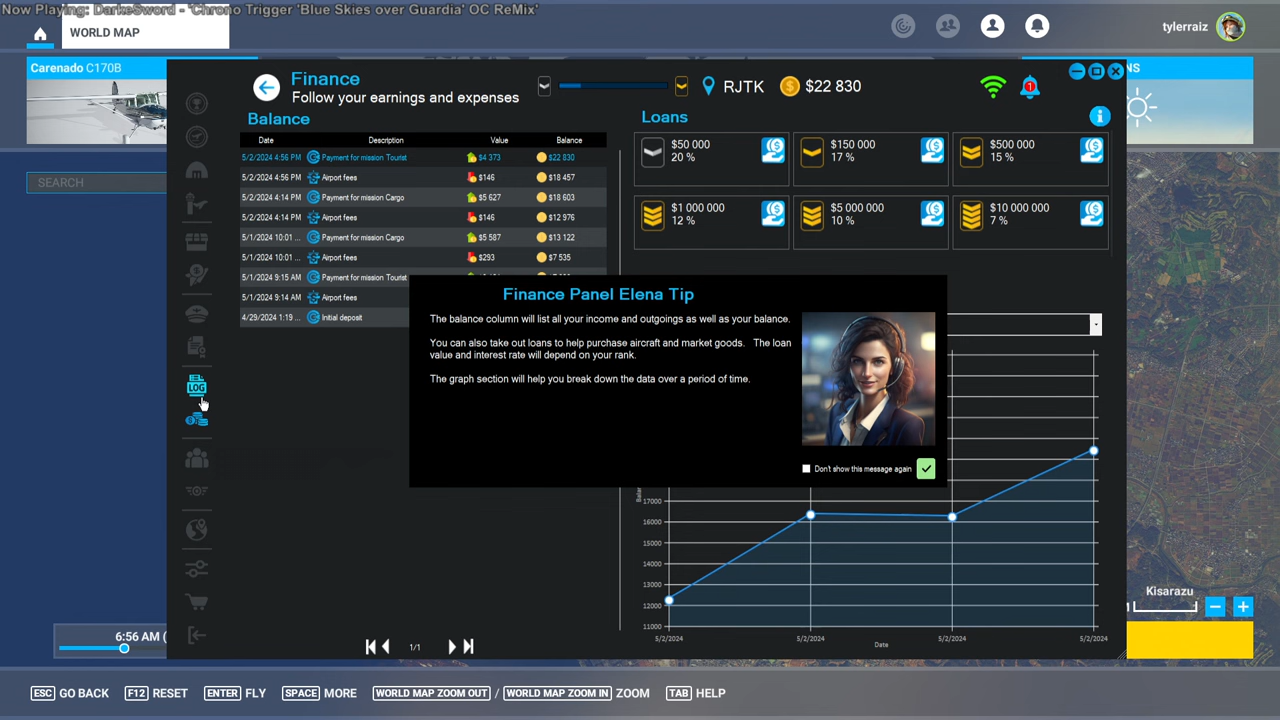 Now Playing: DarkeSword - 'Chrono Trigger 'Blue Skies over Guardia' OC ReMix'
WORLD MAP
tylerraiz
Carenado C170B
NS
Finance
Follow your earnings and expenses
RJTK
$22 830
1
Balance
Date Description Value Balance
5/2/2024 4:56 PM Payment for mission Tourist $4 373 $22 830
5/2/2024 4:56 PM Airport fees $146 $18 457
5/2/2024 4:14 PM Payment for mission Cargo $5 627 $18 603
5/2/2024 4:14 PM Airport fees $146 $12 976
5/1/2024 10:01 ... Payment for mission Cargo $5 587 $13 122
5/1/2024 10:01 ... Airport fees $293 $7 535
5/1/2024 9:15 AM Payment for mission Tourist
5/1/2024 9:14 AM Airport fees
4/29/2024 1:19 ... Initial deposit
Loans
$50 000
20 %
$150 000
17 %
$500 000
15 %
$1 000 000
12 %
$5 000 000
10 %
$10 000 000
7 %
SEARCH
LOG
Finance Panel Elena Tip
The balance column will list all your income and outgoings as well as your balance.
You can also take out loans to help purchase aircraft and market goods. The loan
value and interest rate will depend on your rank.
The graph section will help you break down the data over a period of time.
Don't show this message again
17000
16000
15000
14000
13000
12000
11000
5/2/2024 5/2/2024 5/2/2024 5/2/2024
Date
1/1
Kisarazu
6:56 AM (
ESC GO BACK F12 RESET ENTER FLY SPACE MORE WORLD MAP ZOOM OUT / WORLD MAP ZOOM IN ZOOM TAB HELP